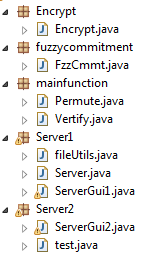 Encrypt
Encrypt.java
fuzzycommitment
FzzCmmt.java
mainfunction
Permute.java
Vertify.java
Server1
fileUtils.java
Server.java
ServerGui1.java
Server2
ServerGui2.java
test.java